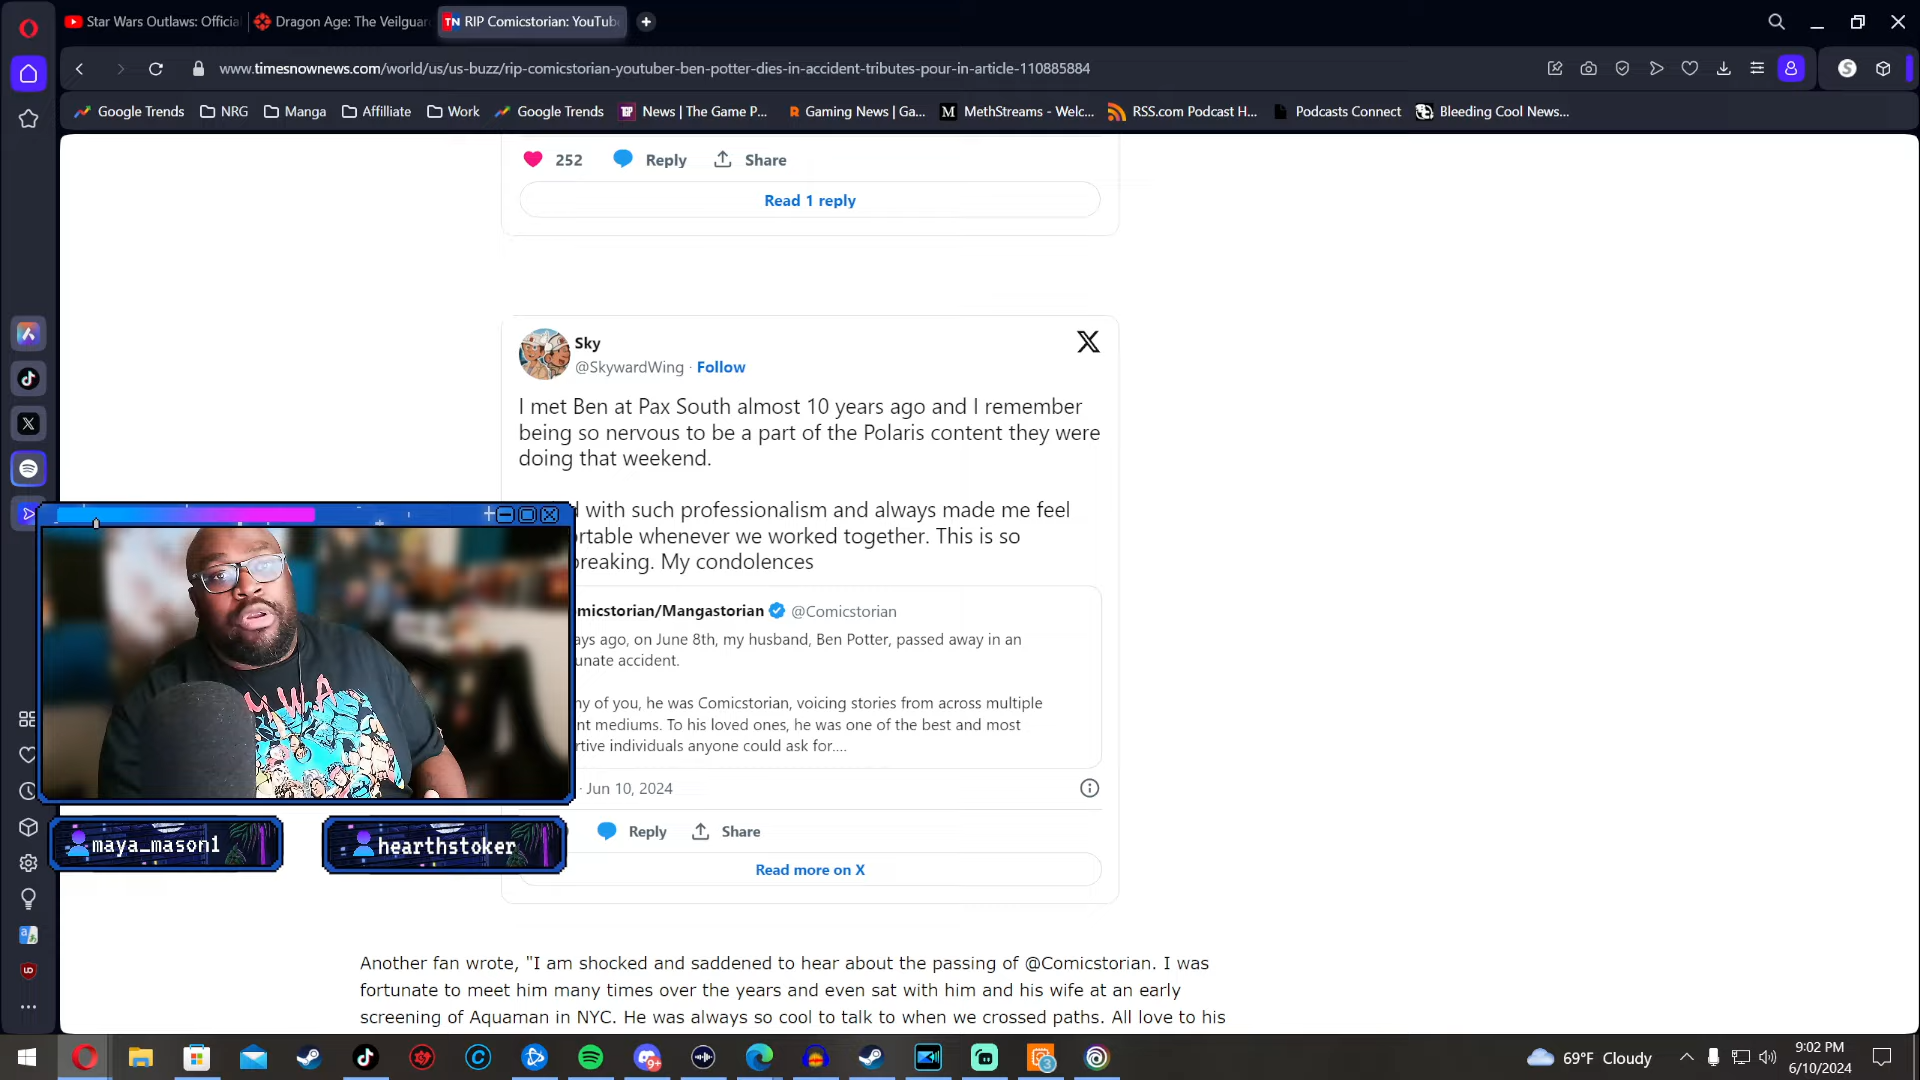 Star Wars Outlaws: Official
Dragon Age: The Veilguard
TN RIP Comicstorian: YouTube
www.timesnownews.com/world/us/us-buzz/rip-comicstorian-youtuber-ben-potter-dies-in-accident-tributes-pour-in-article-110885884
Google Trends
NRG
Manga
Affilliate
Work
Google Trends
News | The Game P...
Gaming News | Ga...
MethStreams - Welc...
RSS.com Podcast H...
Podcasts Connect
Bleeding Cool News...
252 Reply Share
Read 1 reply
Sky
@SkywardWing · Follow
I met Ben at Pax South almost 10 years ago and I remember
being so nervous to be a part of the Polaris content they were
doing that weekend.
with such professionalism and always made me feel
rtable whenever we worked together. This is so
breaking. My condolences
micstorian/Mangastorian @Comicstorian
ays ago, on June 8th, my husband, Ben Potter, passed away in an
unate accident.
ny of you, he was Comicstorian, voicing stories from across multiple
nt mediums. To his loved ones, he was one of the best and most
rtive individuals anyone could ask for....
· Jun 10, 2024
Reply Share
maya_mason1
hearthstoker
Read more on X
Another fan wrote, "I am shocked and saddened to hear about the passing of @Comicstorian. I was
fortunate to meet him many times over the years and even sat with him and his wife at an early
screening of Aquaman in NYC. He was always so cool to talk to when we crossed paths. All love to his
69°F Cloudy
9:02 PM
6/10/2024